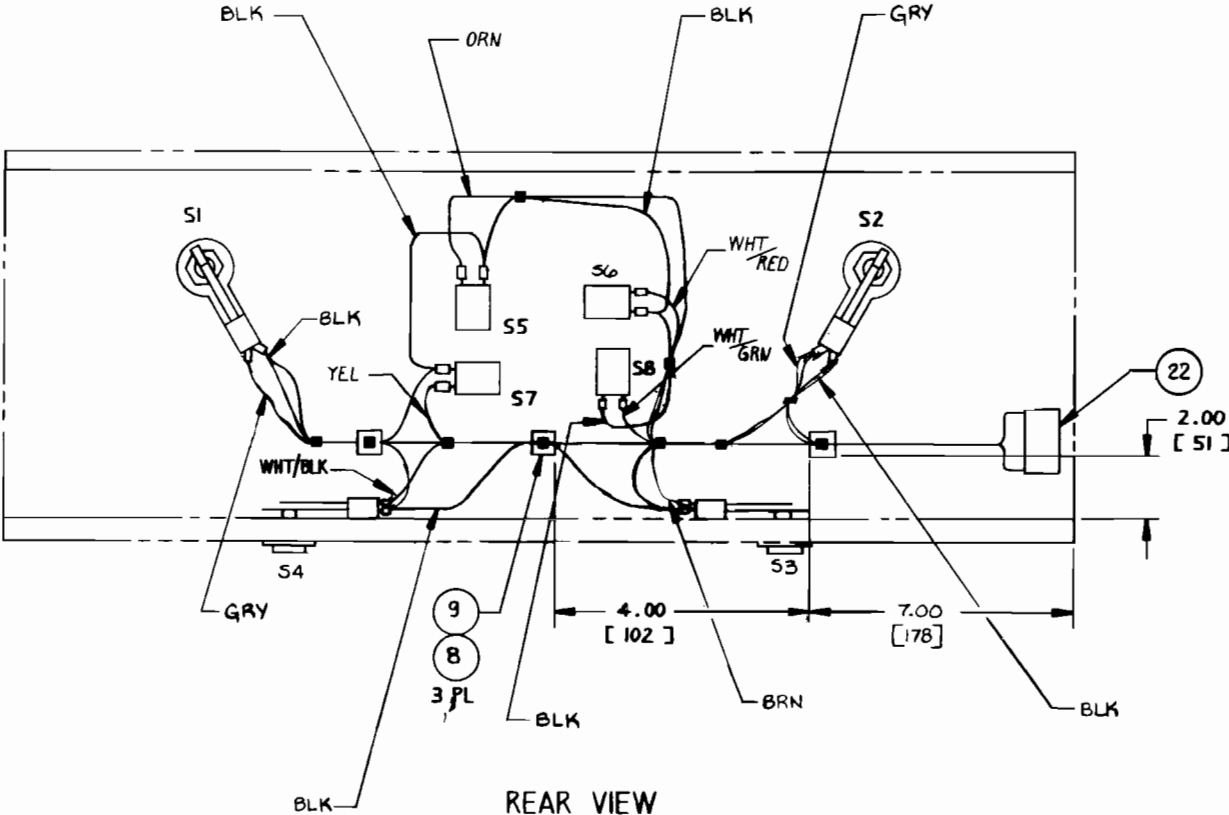 BLK
ORN
BLK
GRY
S1
S2
WHT/RED
S6
BLK
S5
WHT/GRN
S8
YEL
S7
22
2.00
[ 51 ]
WHT/BLK
S4
S3
GRY
9
8
3 PL
4.00
[ 102 ]
7.00
[178]
BLK
BRN
BLK
BLK
REAR VIEW